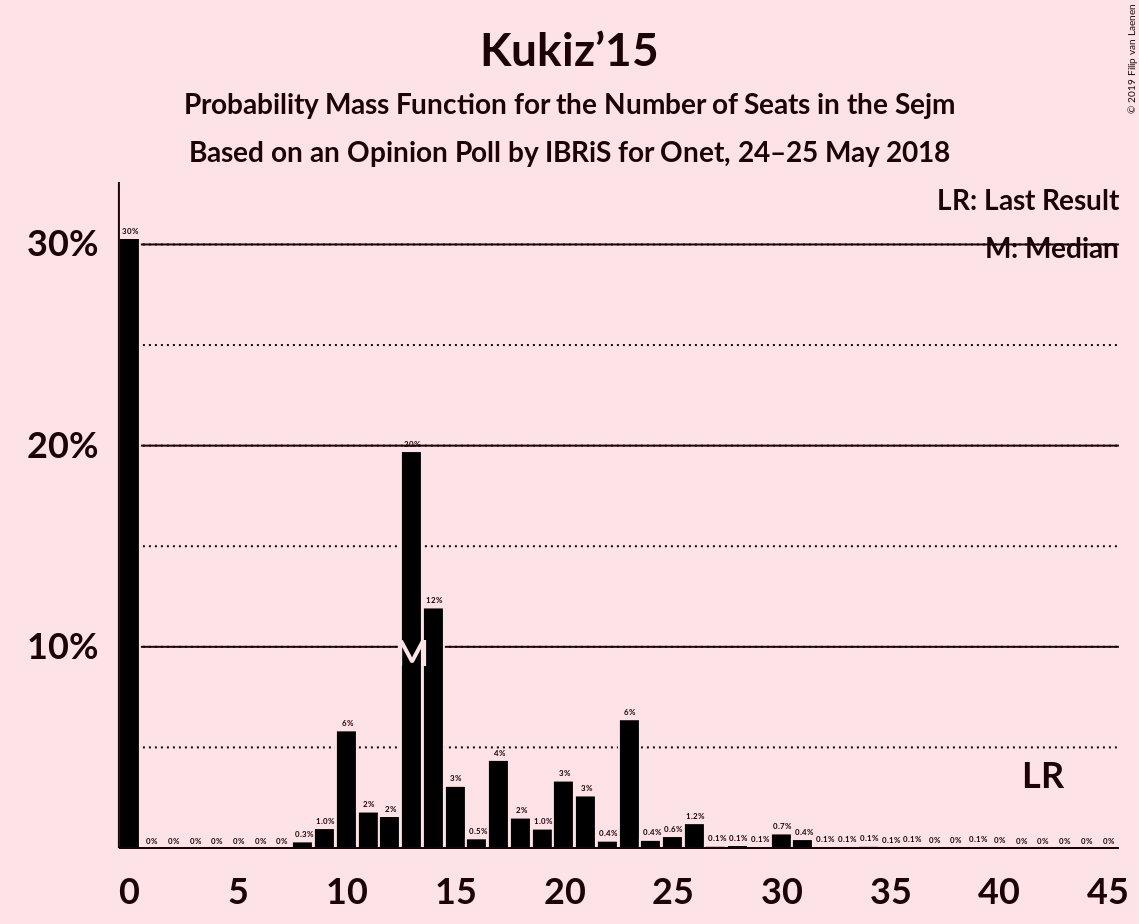 © 2019 Filip van Laenen
Kukiz’15
Probability Mass Function for the Number of Seats in the Sejm
Based on an Opinion Poll by IBRiS for Onet, 24–25 May 2018
LR: Last Result
M: Median
30%
20%
10%
30% 0% 0% 0% 0% 0% 0% 0% 0.3% 1.0% 6% 2% 2% 20% 12% 3% 0.5% 4% 2% 1.0% 3% 3% 0.4% 6% 0.4% 0.6% 1.2% 0.1% 0.1% 0.1% 0.7% 0.4% 0.1% 0.1% 0.1% 0.1% 0.1% 0% 0% 0.1% 0% 0% 0% 0% 0% 0%
M
LR
0 5 10 15 20 25 30 35 40 45